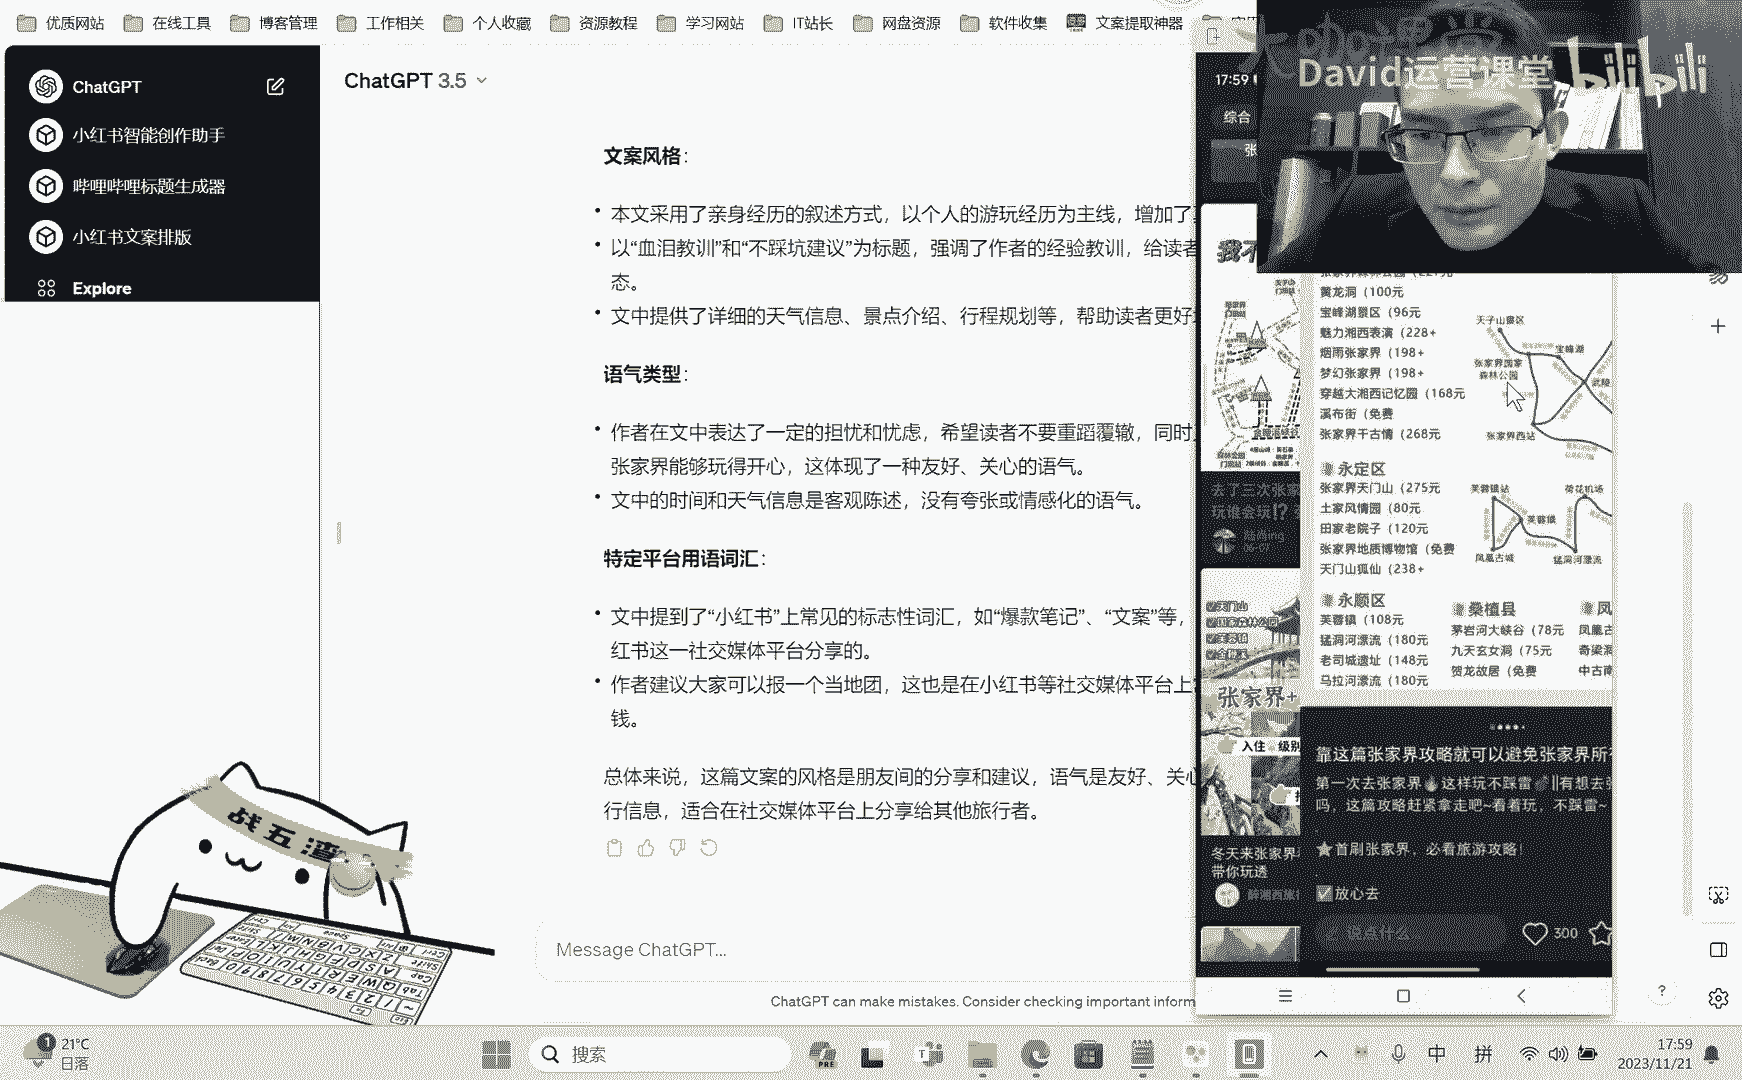 优质网站
在线工具
博客管理
工作相关
个人收藏
资源教程
学习网站
IT站长
网盘资源
软件收集
文案提取神器
ChatGPT
小红书智能创作助手
哔哩哔哩标题生成器
小红书文案排版
Explore
ChatGPT 3.5
文案风格：
本文采用了亲身经历的叙述方式，以个人的游玩经历为主线，增加了
以“血泪教训”和“不踩坑建议”为标题，强调了作者的经验教训，给读者
态。
文中提供了详细的天气信息、景点介绍、行程规划等，帮助读者更好
语气类型：
作者在文中表达了一定的担忧和忧虑，希望读者不要重蹈覆辙，同时
张家界能够玩得开心，这体现了一种友好、关心的语气。
文中的时间和天气信息是客观陈述，没有夸张或情感化的语气。
特定平台用语词汇：
文中提到了“小红书”上常见的标志性词汇，如“爆款笔记”、“文案”等，
红书这一社交媒体平台分享的。
作者建议大家可以报一个当地团，这也是在小红书等社交媒体平台上
钱。
总体来说，这篇文案的风格是朋友间的分享和建议，语气是友好、关心
行信息，适合在社交媒体平台上分享给其他旅行者。
Message ChatGPT...
ChatGPT can make mistakes. Consider checking important inform
战五渣
17:59
综合
张
David运营课堂
bilibili
我不
去了三次张家
玩谁会玩⁉
06-07
张家界+
入住
级别
冬天来张家界
带你玩透
黄龙洞（100元
宝峰湖景区（96元
魅力湘西表演（228+
烟雨张家界（198+
梦幻张家界（198+
穿越大湘西记忆园（168元
溪布街（免费
张家界千古情（268元
天子山景区
宝峰湖
张家界国家
森林公园
武陵
张家界西站
永定区
张家界天门山（275元
土家风情园（80元
田家老院子（120元
张家界地质博物馆（免费
天门山狐仙（238+
芙蓉镇站
荷花机场
芙蓉镇
凤凰古城
猛洞河漂流
永顺区
芙蓉镇（108元
猛洞河漂流（180元
老司城遗址（148元
马拉河漂流（180元
桑植县
茅岩河大峡谷（78元
九天玄女洞（75元
贺龙故居（免费
凤
凤凰古
奇梁洞
中古南
靠这篇张家界攻略就可以避免张家界所
第一次去张家界🔥这样玩不踩雷💣||有想去
吗，这篇攻略赶紧拿走吧~看着玩，不踩雷~
⭐首刷张家界，必看旅游攻略！
✅放心去
说点什么...
300
21°C
日落
搜索
中
拼
17:59
2023/11/21